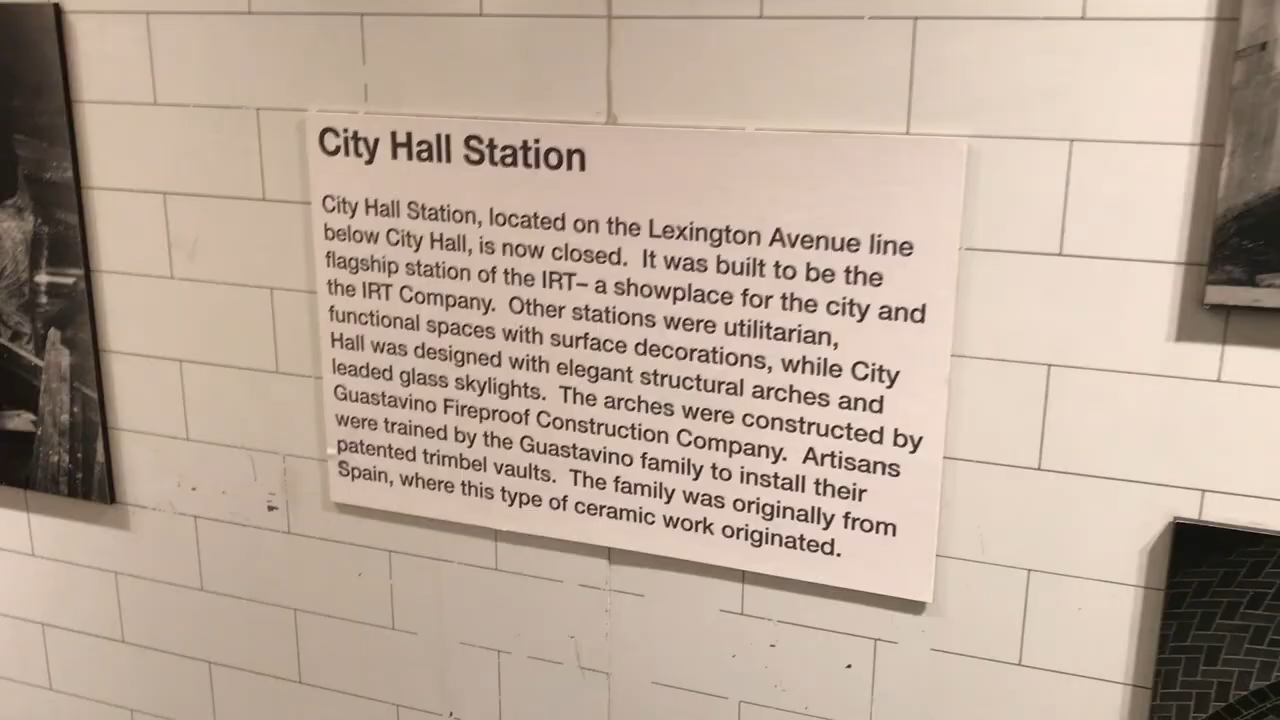 City Hall Station
City Hall Station, located on the Lexington Avenue line
below City Hall, is now closed. It was built to be the
flagship station of the IRT– a showplace for the city and
the IRT Company. Other stations were utilitarian,
functional spaces with surface decorations, while City
Hall was designed with elegant structural arches and
leaded glass skylights. The arches were constructed by
Guastavino Fireproof Construction Company. Artisans
were trained by the Guastavino family to install their
patented trimbel vaults. The family was originally from
Spain, where this type of ceramic work originated.